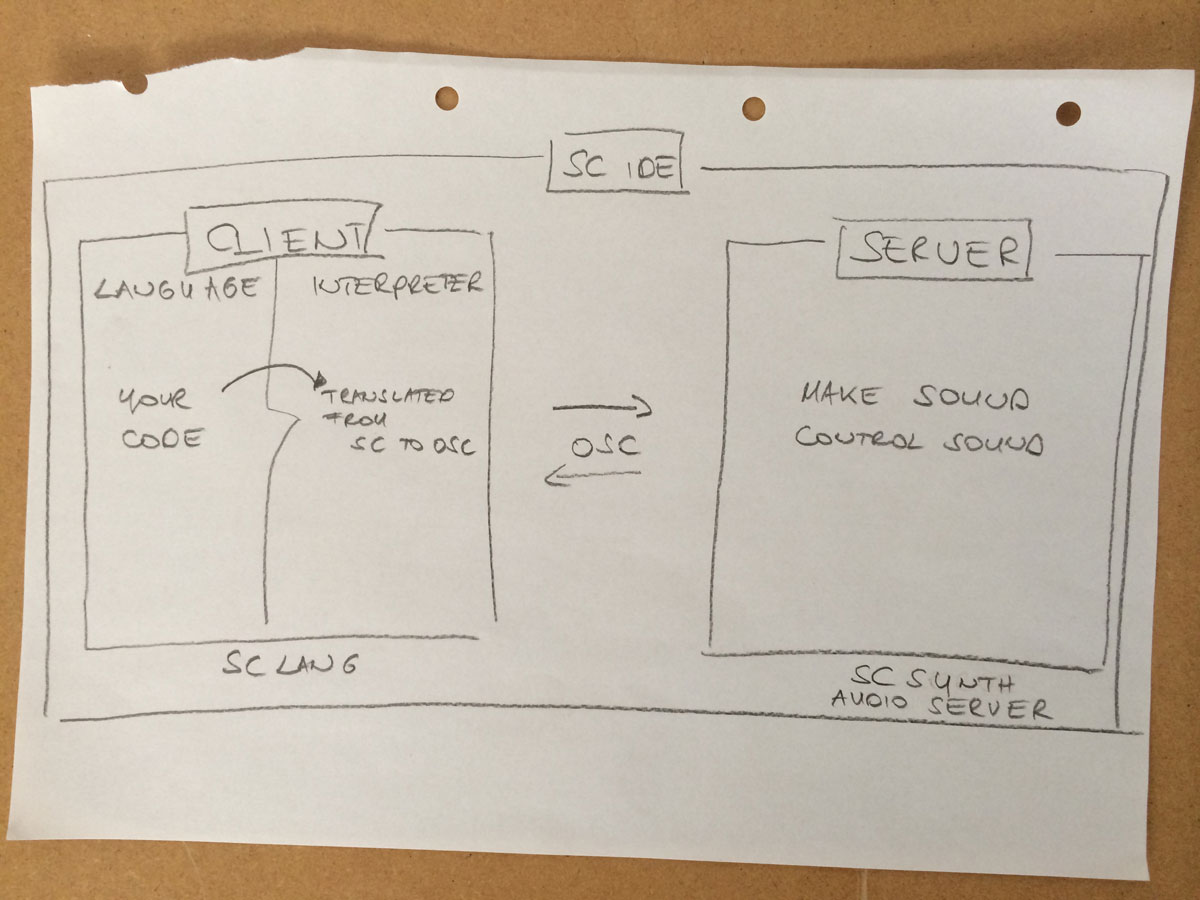 SC IDE
CLIENT
LANGUAGE
INTERPRETER
YOUR
CODE
TRANSLATED
FROM
SC TO OSC
SC LANG
OSC
SERVER
MAKE SOUND
CONTROL SOUND
SC SYNTH
AUDIO SERVER